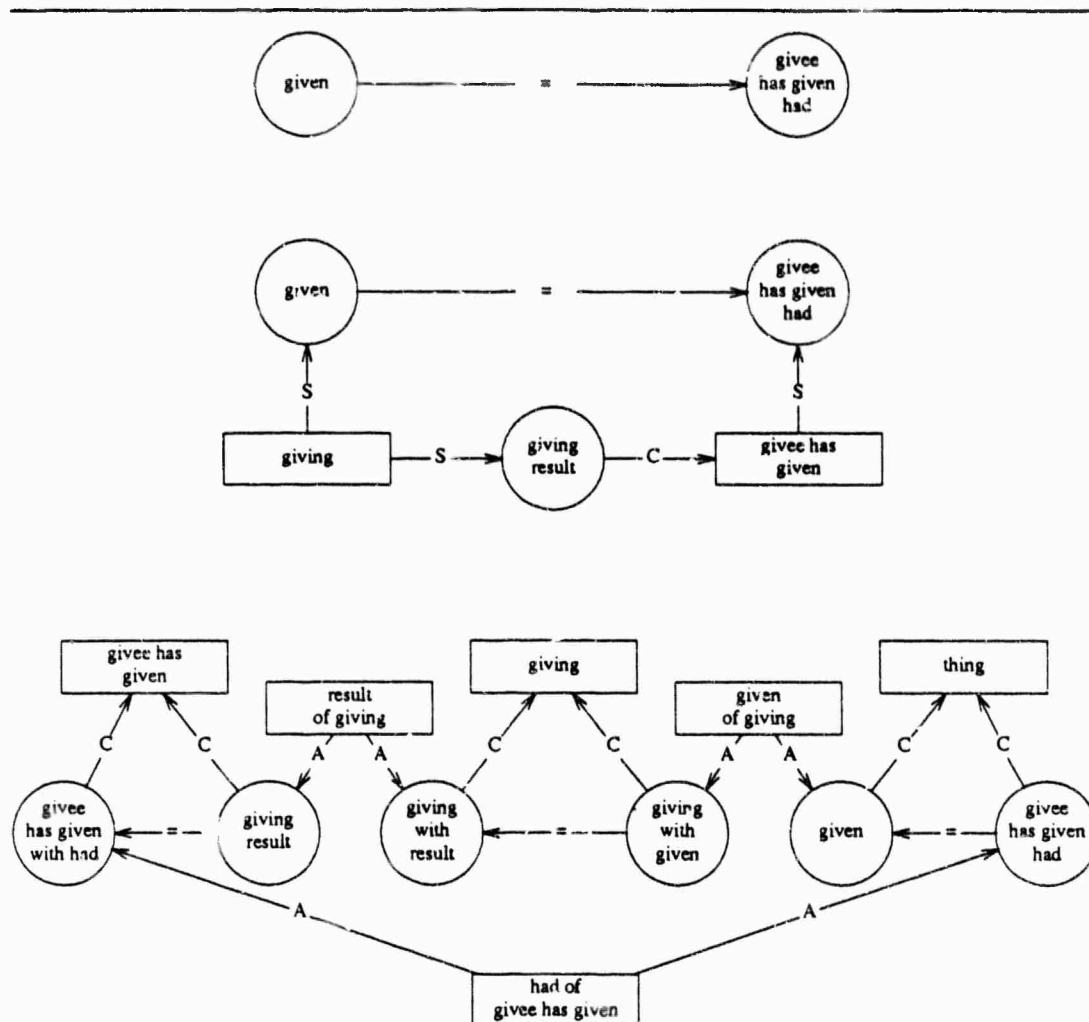 given
=
givee
has given
had
given
=
givee
has given
had
S
S
giving
S
giving
result
C
givee has
given
givee has
given
giving
thing
result
of giving
given
of giving
C
C
A
A
C
C
A
A
C
C
givee
has given
with had
=
giving
result
giving
with
result
=
giving
with
given
given
=
givee
has given
had
A
A
had of
givee has given